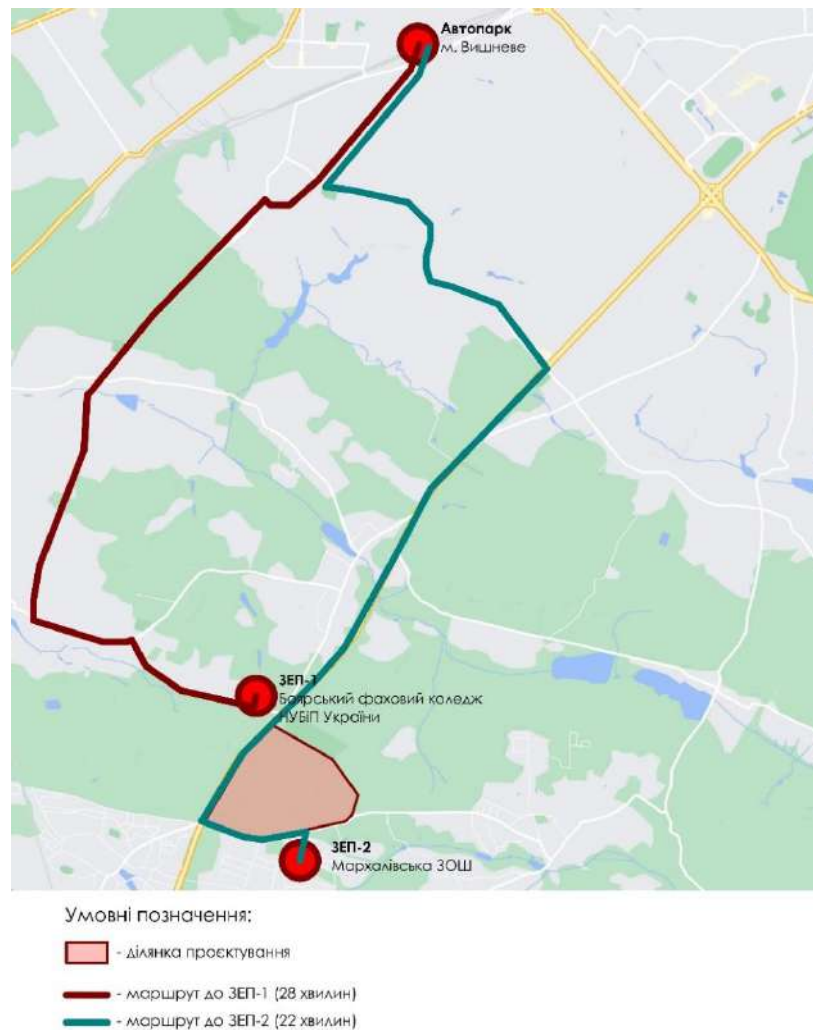 Автопарк
м. Вишневе
ЗЕП-1
Боярський фаховий коледж
НУБіП України
ЗЕП-2
Мархалівська ЗОШ
Умовні позначення:
- ділянка проєктування
- маршрут до ЗЕП-1 (28 хвилин)
- маршрут до ЗЕП-2 (22 хвилин)